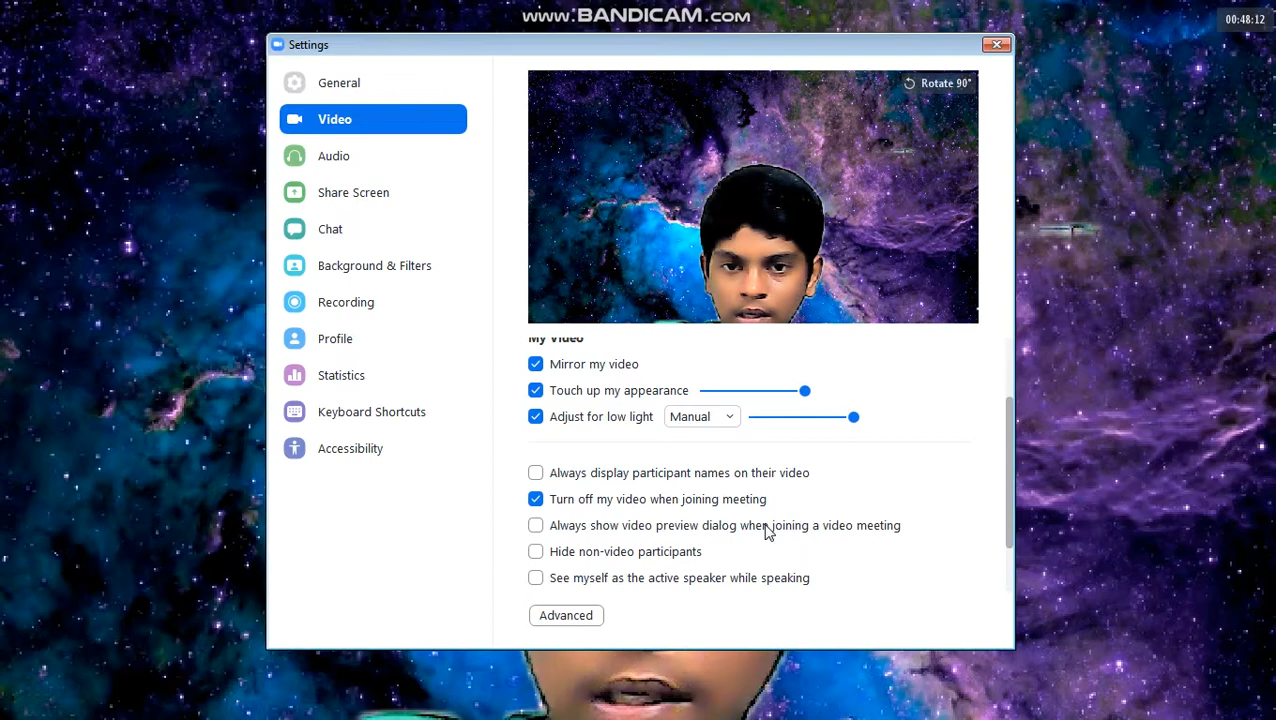 www.BANDICAM.com
00:48:12
Settings
General
Video
Audio
Share Screen
Chat
Background & Filters
Recording
Profile
Statistics
Keyboard Shortcuts
Accessibility
Rotate 90°
My Video
Mirror my video
Touch up my appearance
Adjust for low light Manual
Always display participant names on their video
Turn off my video when joining meeting
Always show video preview dialog when joining a video meeting
Hide non-video participants
See myself as the active speaker while speaking
Advanced